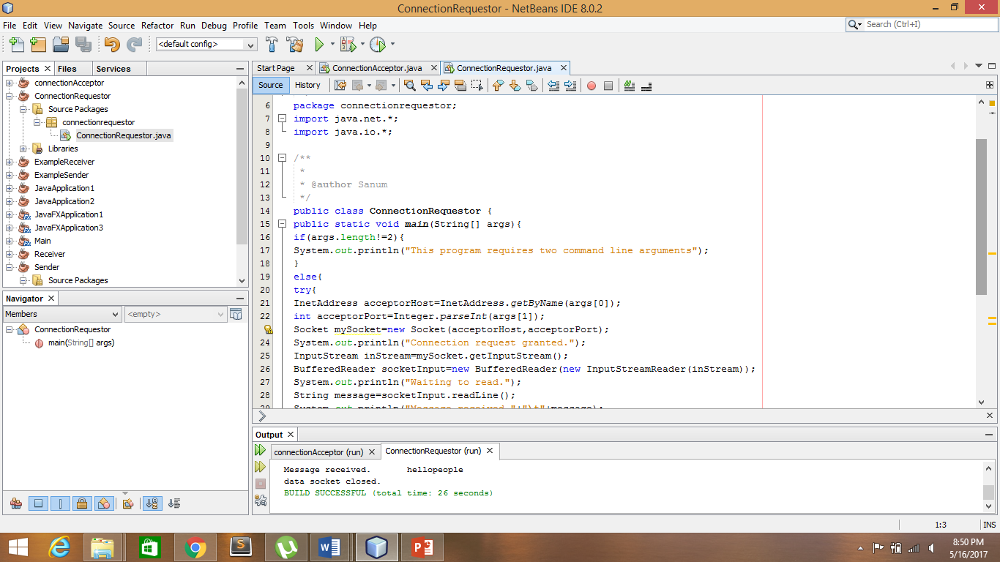 ConnectionRequestor - NetBeans IDE 8.0.2
File Edit View Navigate Source Refactor Run Debug Profile Team Tools Window Help
Search (Ctrl+I)
<default config>
Projects Files Services
connectionAcceptor
ConnectionRequestor
Source Packages
connectionrequestor
ConnectionRequestor.java
Libraries
ExampleReceiver
ExampleSender
JavaApplication1
JavaApplication2
JavaFXApplication1
JavaFXApplication3
Main
Receiver
Sender
Source Packages
Navigator
Members <empty>
ConnectionRequestor
main(String[] args)
Start Page ConnectionAcceptor.java ConnectionRequestor.java
Source History
6 package connectionrequestor;
7 import java.net.*;
8 import java.io.*;
9
10 /**
11 *
12 * @author Sanum
13 */
14 public class ConnectionRequestor {
15 public static void main(String[] args){
16 if(args.length!=2){
17 System.out.println("This program requires two command line arguments");
18 }
19 else{
20 try{
21 InetAddress acceptorHost=InetAddress.getByName(args[0]);
22 int acceptorPort=Integer.parseInt(args[1]);
Socket mySocket=new Socket(acceptorHost,acceptorPort);
24 System.out.println("Connection request granted.");
25 InputStream inStream=mySocket.getInputStream();
26 BufferedReader socketInput=new BufferedReader(new InputStreamReader(inStream));
27 System.out.println("Waiting to read.");
28 String message=socketInput.readLine();
29 System.out.println("Message received."+"\t"+message);
Output
connectionAcceptor (run) ConnectionRequestor (run)
Message received. hellopeople
data socket closed.
BUILD SUCCESSFUL (total time: 26 seconds)
1:3 INS
8:50 PM
5/16/2017